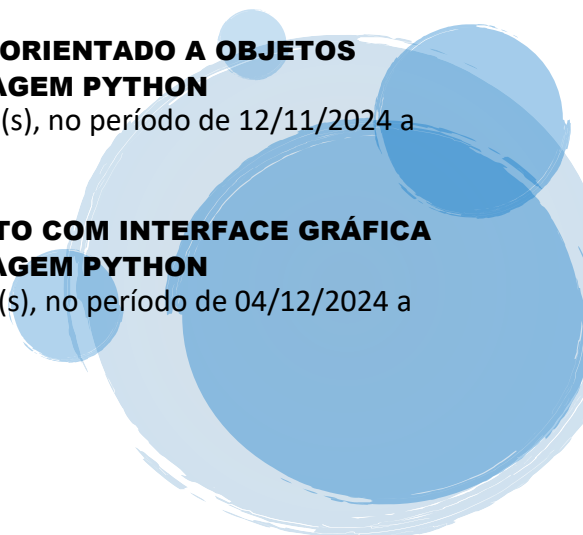 ORIENTADO A OBJETOS
AGEM PYTHON
(s), no período de 12/11/2024 a
TO COM INTERFACE GRÁFICA
AGEM PYTHON
(s), no período de 04/12/2024 a